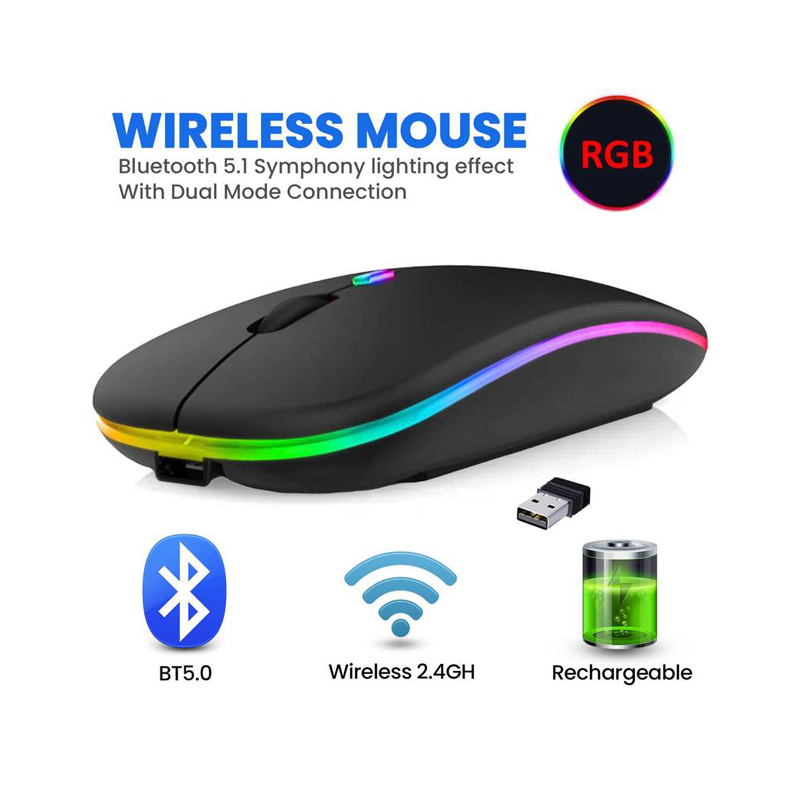 WIRELESS MOUSE
Bluetooth 5.1 Symphony lighting effect
With Dual Mode Connection
RGB
BT5.0
Wireless 2.4GH
Rechargeable